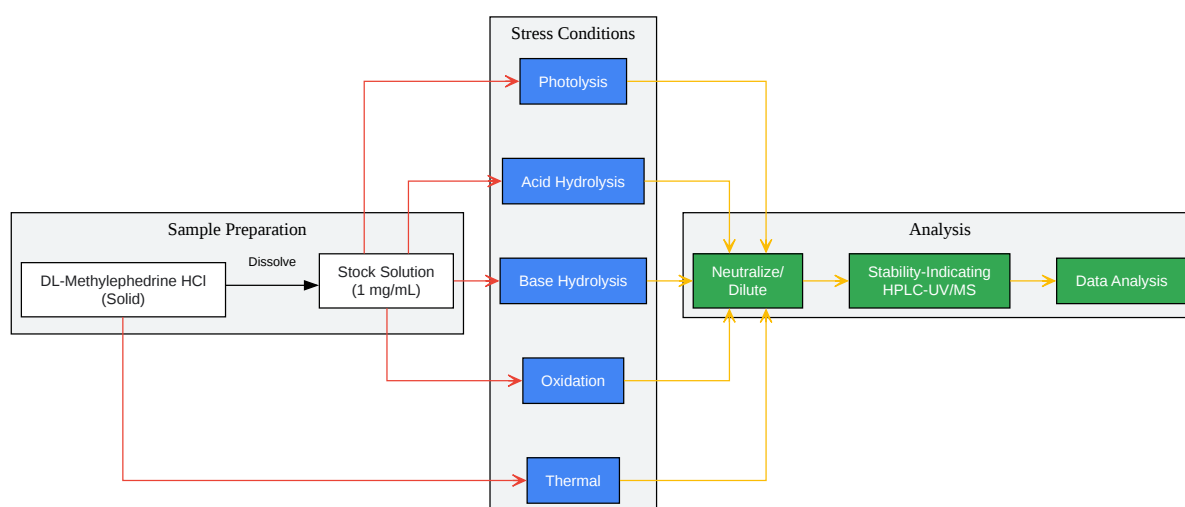 Stress Conditions
Photolysis
Acid Hydrolysis
Sample Preparation
DL-Methylephedrine HCl
(Solid)
Dissolve
Stock Solution
(1 mg/mL)
Base Hydrolysis
Oxidation
Thermal
Analysis
Neutralize/
Dilute
Stability-Indicating
HPLC-UV/MS
Data Analysis